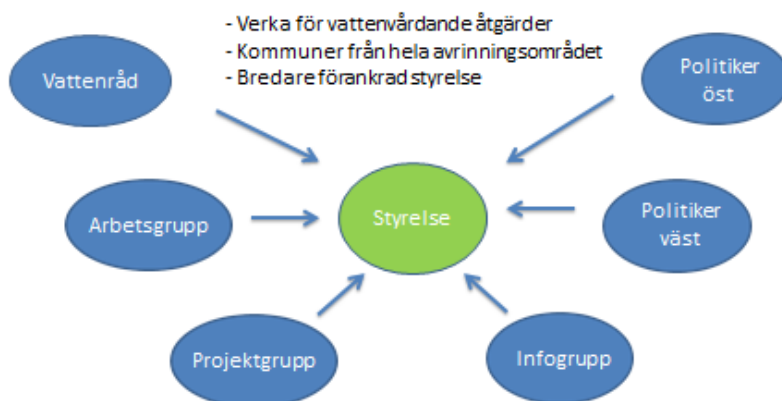 - Verka för vattenvårdande åtgärder
- Kommuner från hela avrinningsområdet
- Bredare förankrad styrelse
Vattenråd
Politiker
öst
Arbetsgrupp
Styrelse
Politiker
väst
Projektgrupp
Infogrupp